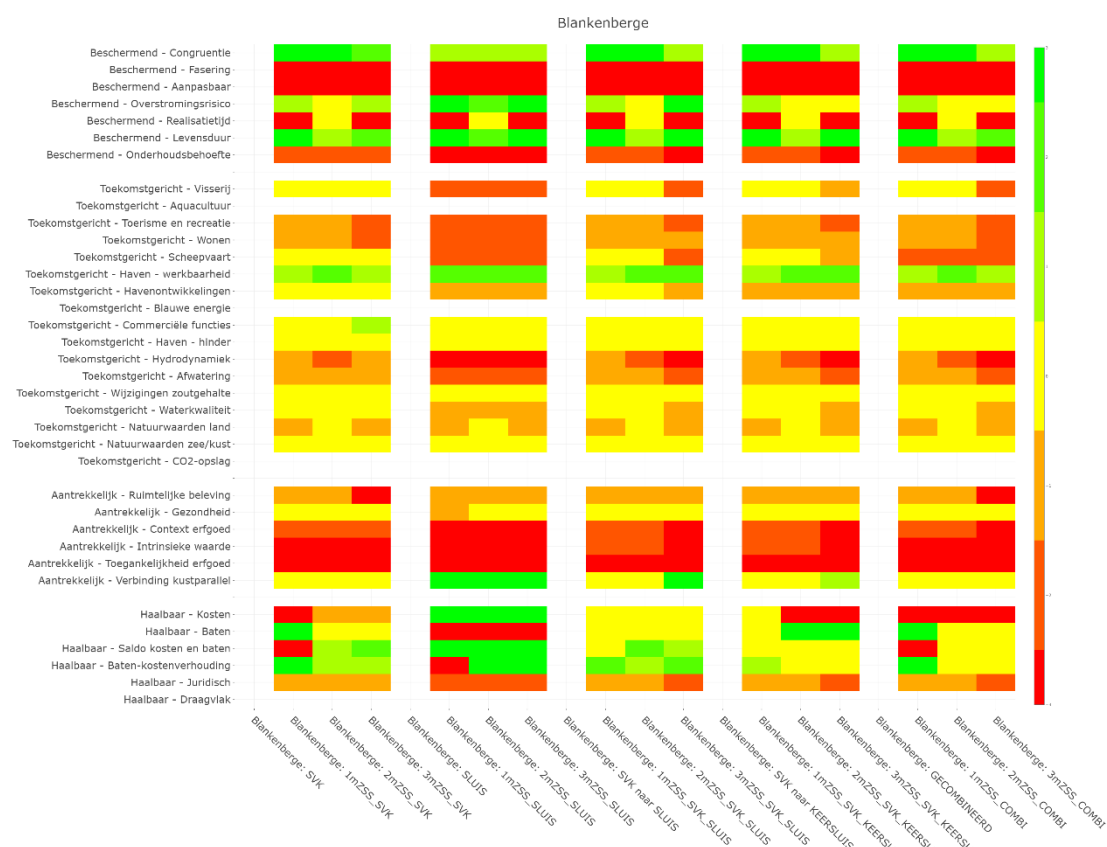 Blankenberge
Beschermend - Congruentie
Beschermend - Fasering
Beschermend - Aanpasbaar
Beschermend - Overstromingsrisico
Beschermend - Realisatietijd
Beschermend - Levensduur
Beschermend - Onderhoudsbehoefte
Toekomstgericht - Visserij
Toekomstgericht - Aquacultuur
Toekomstgericht - Toerisme en recreatie
Toekomstgericht - Wonen
Toekomstgericht - Scheepvaart
Toekomstgericht - Haven - werkbaarheid
Toekomstgericht - Havenontwikkelingen
Toekomstgericht - Blauwe energie
Toekomstgericht - Commerciële functies
Toekomstgericht - Haven - hinder
Toekomstgericht - Hydrodynamiek
Toekomstgericht - Afwatering
Toekomstgericht - Wijzigingen zoutgehalte
Toekomstgericht - Waterkwaliteit
Toekomstgericht - Natuurwaarden land
Toekomstgericht - Natuurwaarden zee/kust
Toekomstgericht - CO2-opslag
Aantrekkelijk - Ruimtelijke beleving
Aantrekkelijk - Gezondheid
Aantrekkelijk - Context erfgoed
Aantrekkelijk - Intrinsieke waarde
Aantrekkelijk - Toegankelijkheid erfgoed
Aantrekkelijk - Verbinding kustparallel
Haalbaar - Kosten
Haalbaar - Baten
Haalbaar - Saldo kosten en baten
Haalbaar - Baten-kostenverhouding
Haalbaar - Juridisch
Haalbaar - Draagvlak
Blankenberge: SVK
Blankenberge: 1mZSS_SVK
Blankenberge: 2mZSS_SVK
Blankenberge: 3mZSS_SVK
Blankenberge: SLUIS
Blankenberge: 1mZSS_SLUIS
Blankenberge: 2mZSS_SLUIS
Blankenberge: 3mZSS_SLUIS
Blankenberge: SVK naar SLUIS
Blankenberge: 1mZSS_SVK_SLUIS
Blankenberge: 2mZSS_SVK_SLUIS
Blankenberge: 3mZSS_SVK_SLUIS
Blankenberge: SVK naar KEERSLUIS
Blankenberge: 1mZSS_SVK_KEERSL
Blankenberge: 2mZSS_SVK_KEERSL
Blankenberge: 3mZSS_SVK_KEERSL
Blankenberge: GECOMBINEERD
Blankenberge: 1mZSS_COMBI
Blankenberge: 2mZSS_COMBI
Blankenberge: 3mZSS_COMBI